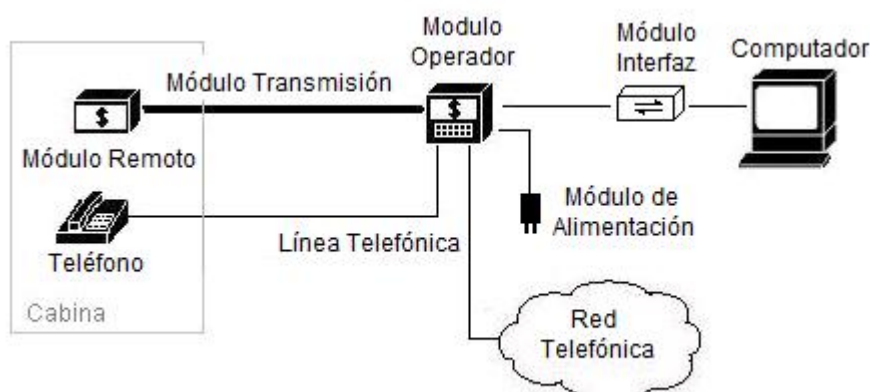 Modulo
Operador
Módulo
Interfaz
Computador
Módulo Transmisión
$
$
Módulo Remoto
Módulo de
Alimentación
Línea Telefónica
Teléfono
Cabina
Red
Telefónica